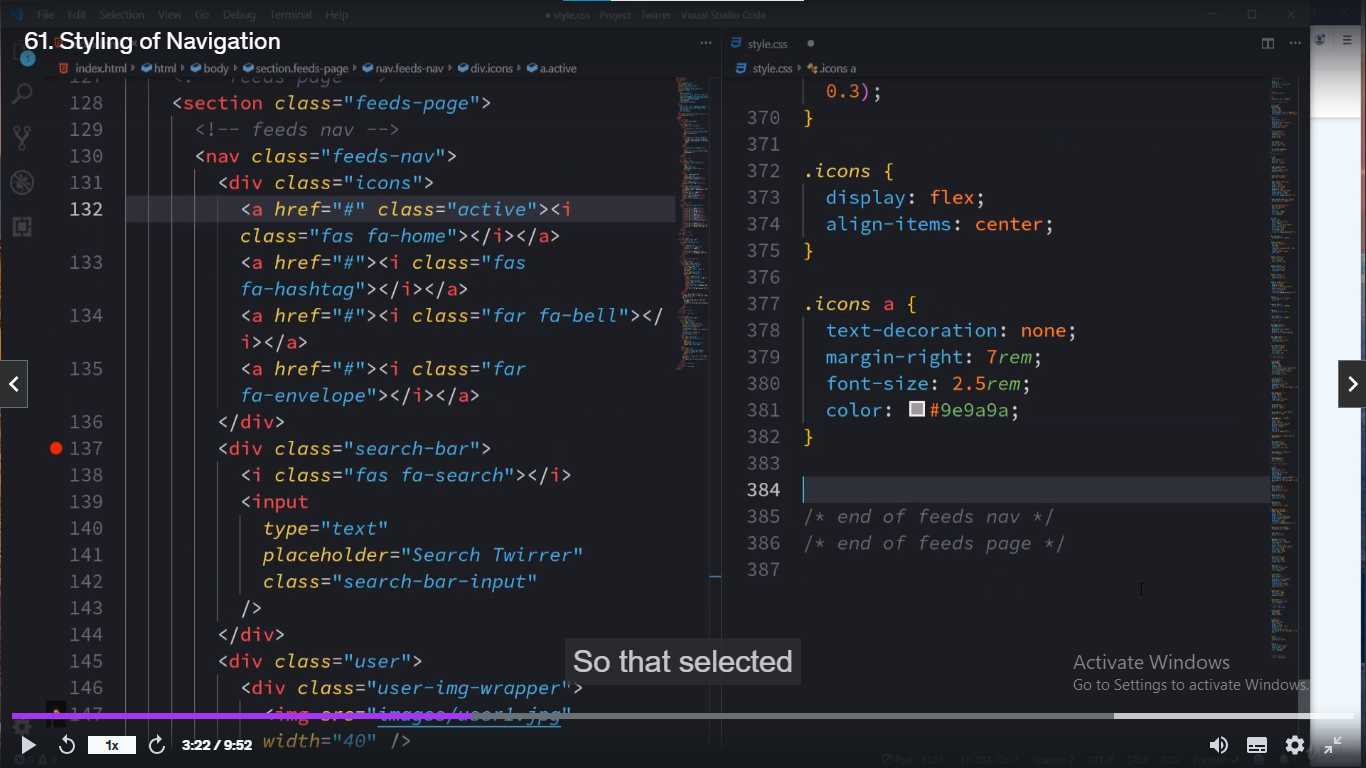 File Edit Selection View Go Debug Terminal Help
● style.css - Project - Twirrer - Visual Studio Code
61. Styling of Navigation
index.html > html > body > section.feeds-page > nav.feeds-nav > div.icons > a.active
128 <section class="feeds-page">
129 <!-- feeds nav -->
130 <nav class="feeds-nav">
131 <div class="icons">
132 <a href="#" class="active"><i
class="fas fa-home"></i></a>
133 <a href="#"><i class="fas
fa-hashtag"></i></a>
134 <a href="#"><i class="far fa-bell"></
i></a>
135 <a href="#"><i class="far
fa-envelope"></i></a>
136 </div>
137 <div class="search-bar">
138 <i class="fas fa-search"></i>
139 <input
140 type="text"
141 placeholder="Search Twirrer"
142 class="search-bar-input"
143 />
144 </div>
145 <div class="user">
146 <div class="user-img-wrapper">
147 <img src="images/user1.jpg"
width="40" />
style.css ●
style.css > .icons a
0.3);
370 }
371
372 .icons {
373 display: flex;
374 align-items: center;
375 }
376
377 .icons a {
378 text-decoration: none;
379 margin-right: 7rem;
380 font-size: 2.5rem;
381 color: #9e9a9a;
382 }
383
384
385 /* end of feeds nav */
386 /* end of feeds page */
387
So that selected
Activate Windows
Go to Settings to activate Windows.
1x
3:22 / 9:52